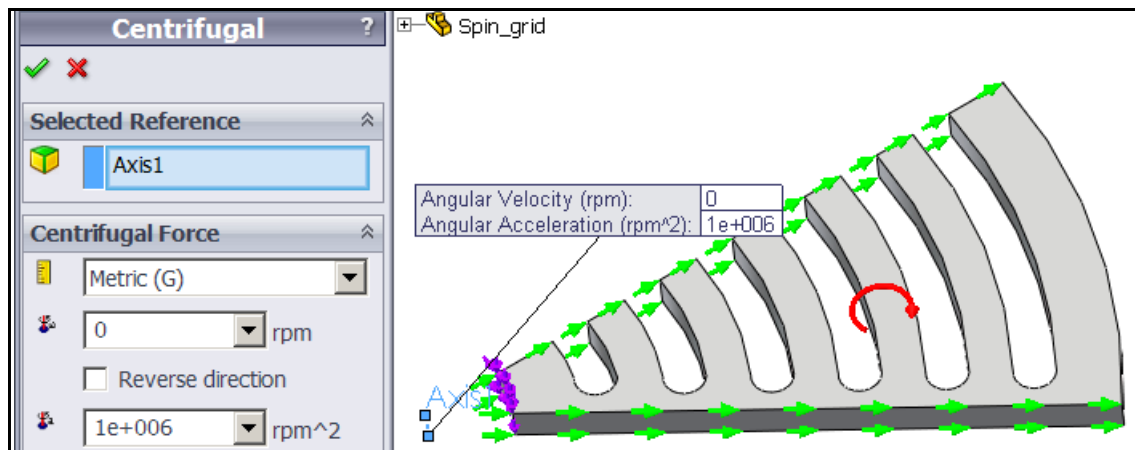 Centrifugal ?
Spin_grid
Selected Reference
Axis1
Centrifugal Force
Metric (G)
0 rpm
Reverse direction
1e+006 rpm^2
Angular Velocity (rpm): 0
Angular Acceleration (rpm^2): 1e+006
Axis1